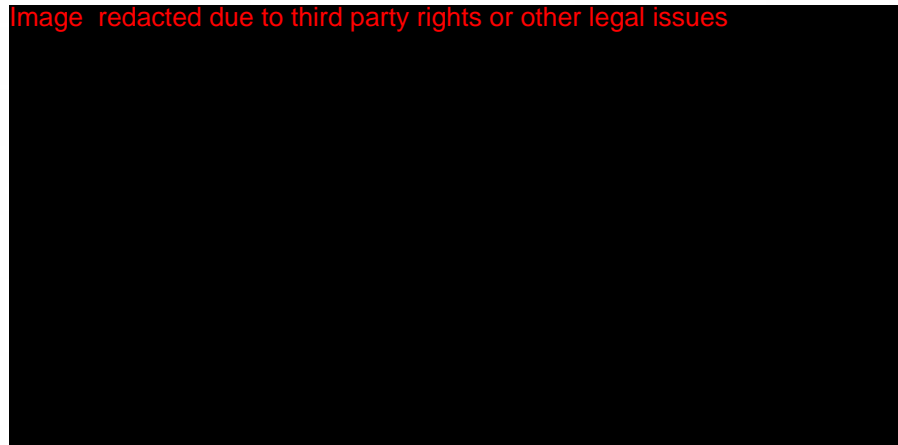 Image  redacted due to third party rights or other legal issues